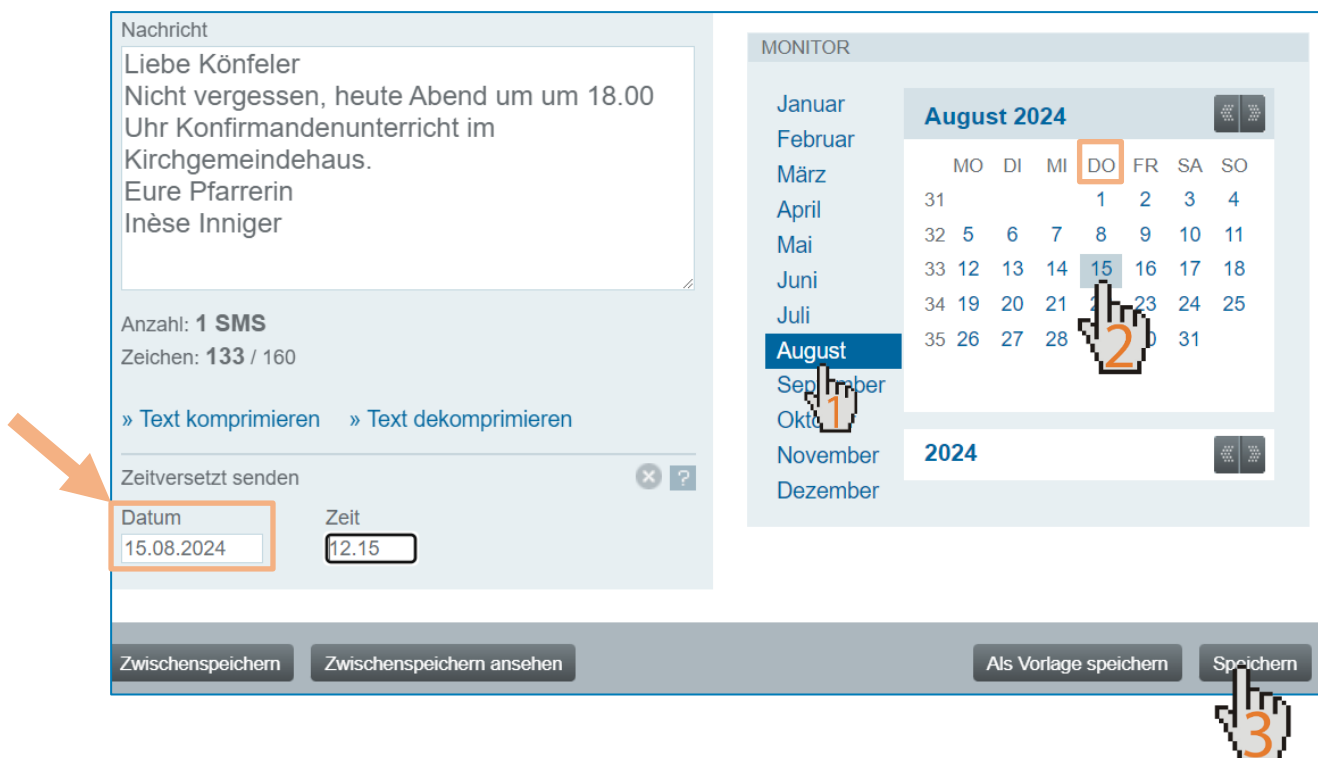 Nachricht
Liebe Könfeler
Nicht vergessen, heute Abend um um 18.00
Uhr Konfirmandenunterricht im
Kirchgemeindehaus.
Eure Pfarrerin
Inèse Inniger
Anzahl: 1 SMS
Zeichen: 133 / 160
» Text komprimieren » Text dekomprimieren
Zeitversetzt senden
?
Datum Zeit
15.08.2024 12.15
MONITOR
Januar
Februar
März
April
Mai
Juni
Juli
August
September
November
Dezember
1
August 2024
MO DI MI DO FR SA SO
31 1 2 3 4
32 5 6 7 8 9 10 11
33 12 13 14 15 16 17 18
34 19 20 21 23 24 25
35 26 27 28 31
2
2024
Zwischenspeichern Zwischenspeichern ansehen Als Vorlage speichern Speichern
3